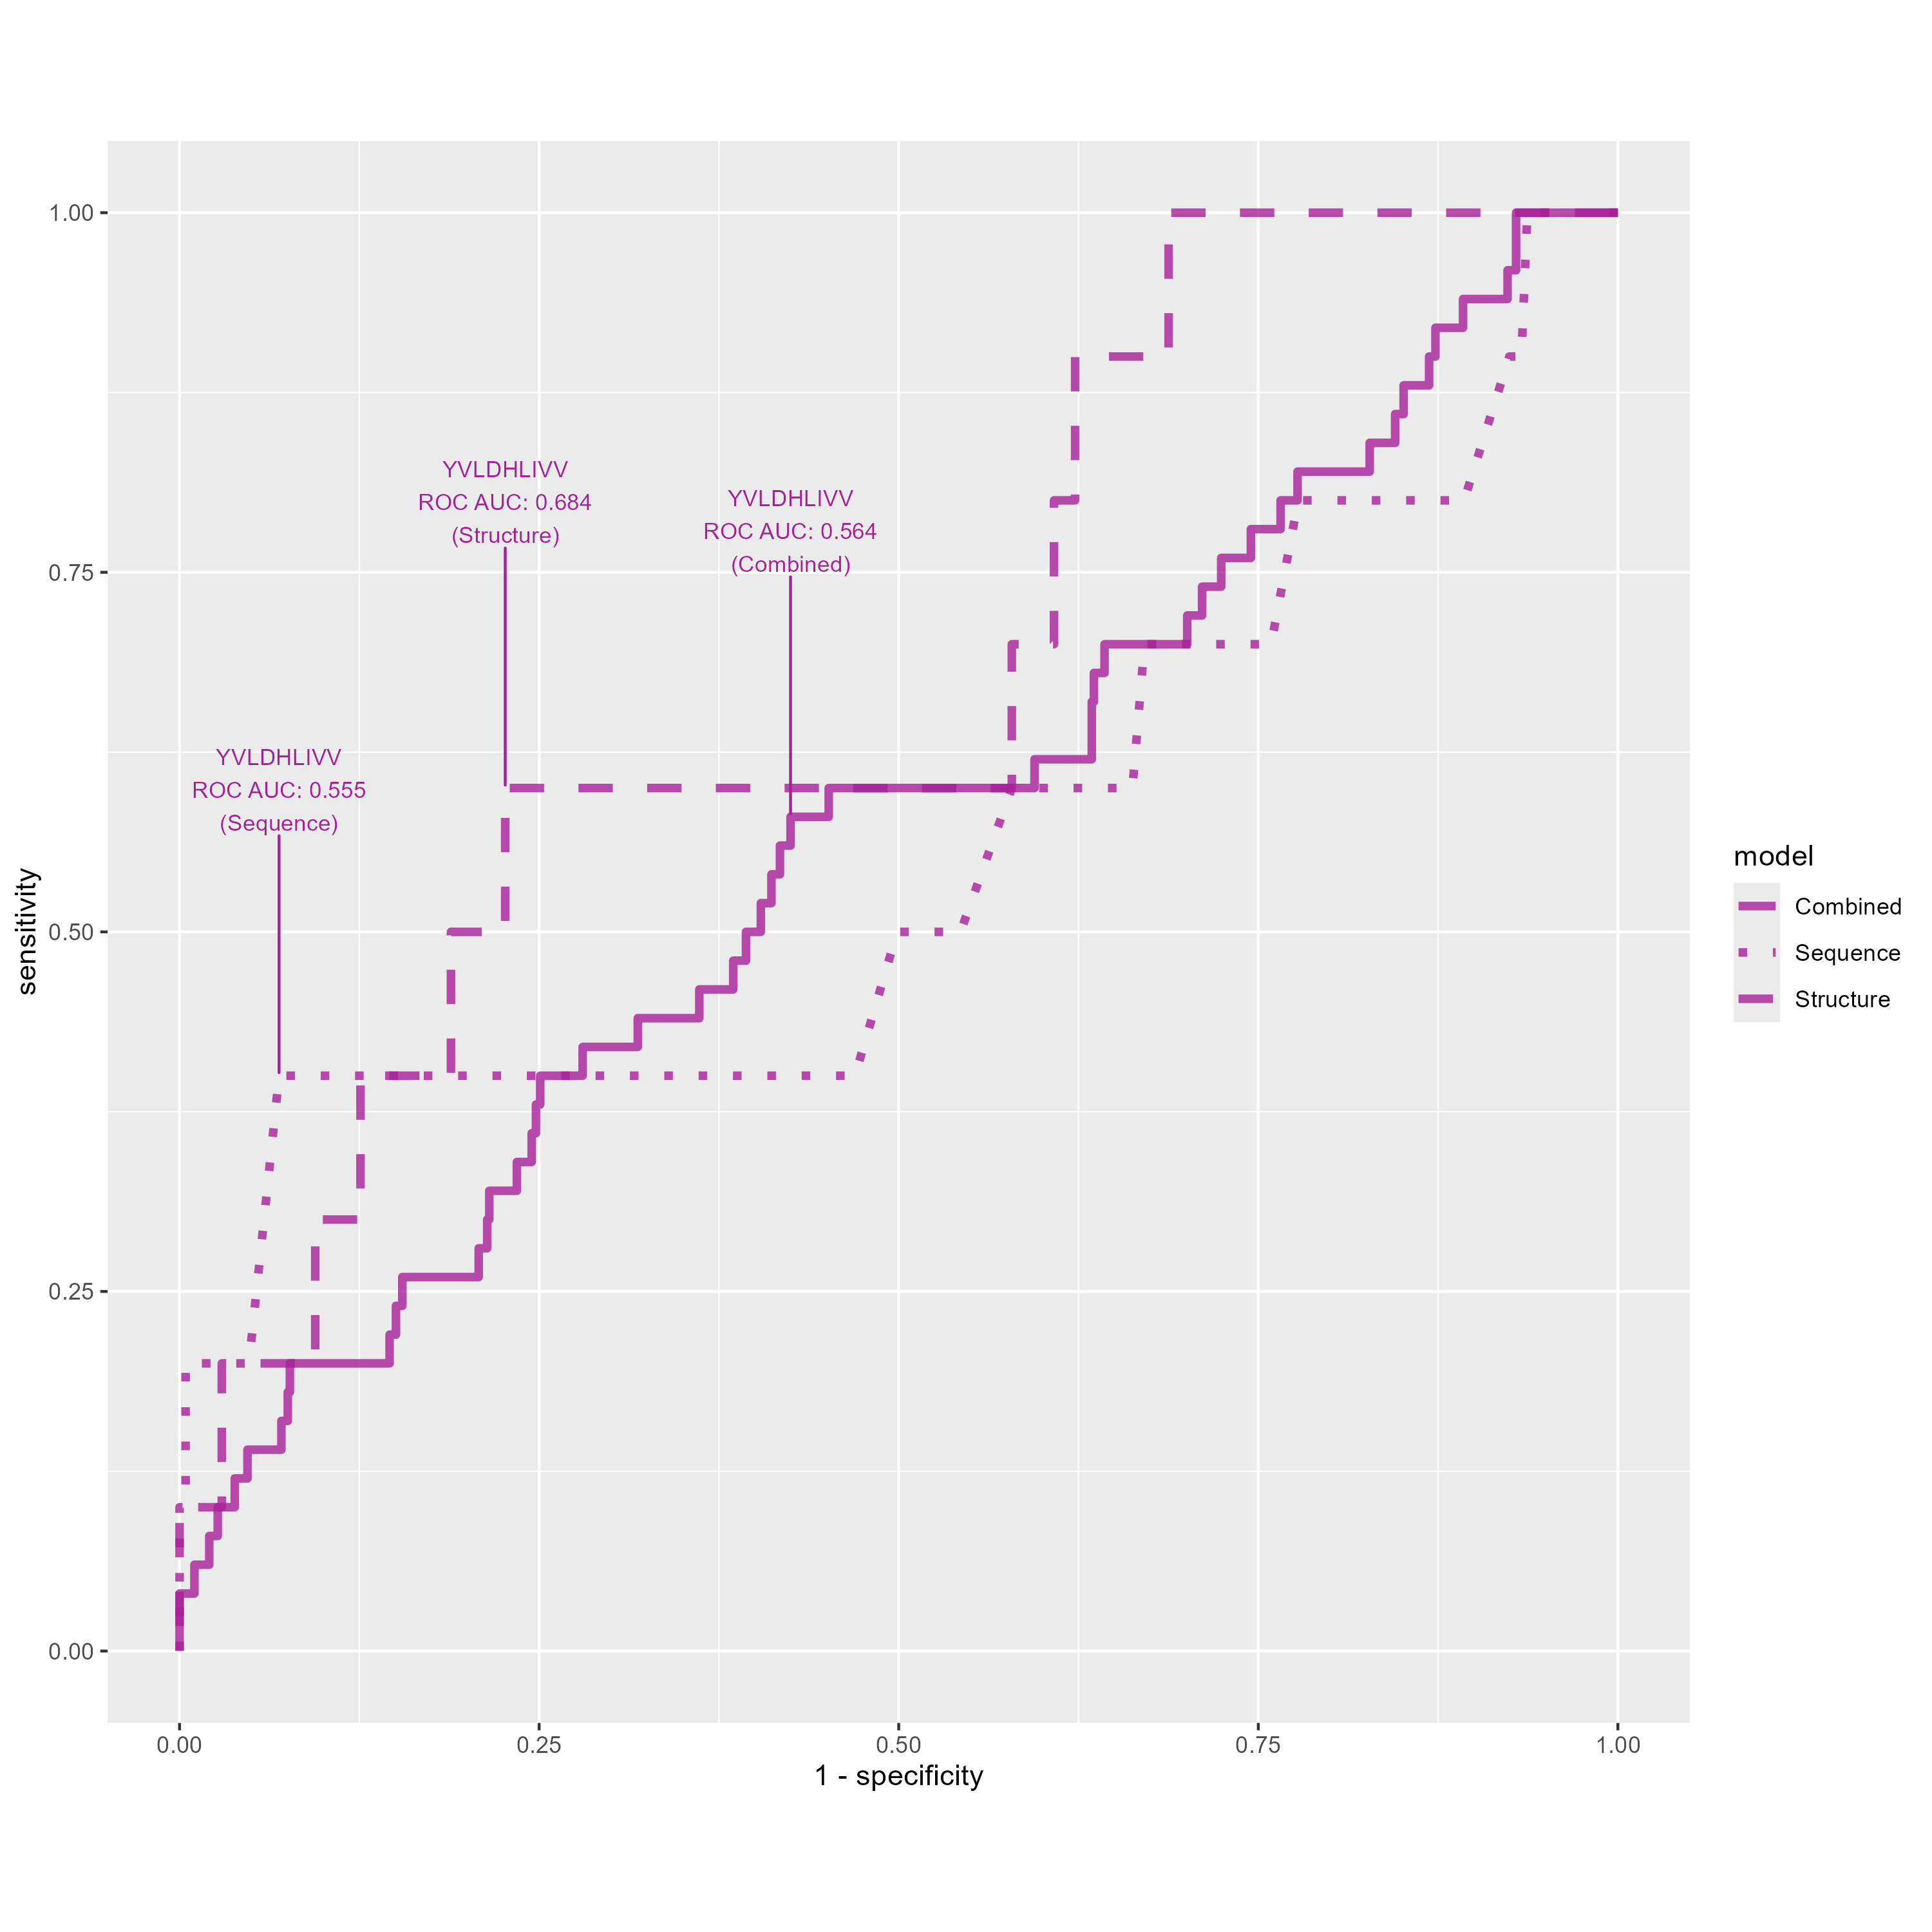 YVLDHLIVV
ROC AUC: 0.684
(Structure)
YVLDHLIVV
ROC AUC: 0.564
(Combined)
YVLDHLIVV
ROC AUC: 0.555
(Sequence)
1.00
0.75
0.50
0.25
0.00
sensitivity
0.00
0.25
0.50
0.75
1.00
1 - specificity
model
Combined
Sequence
Structure